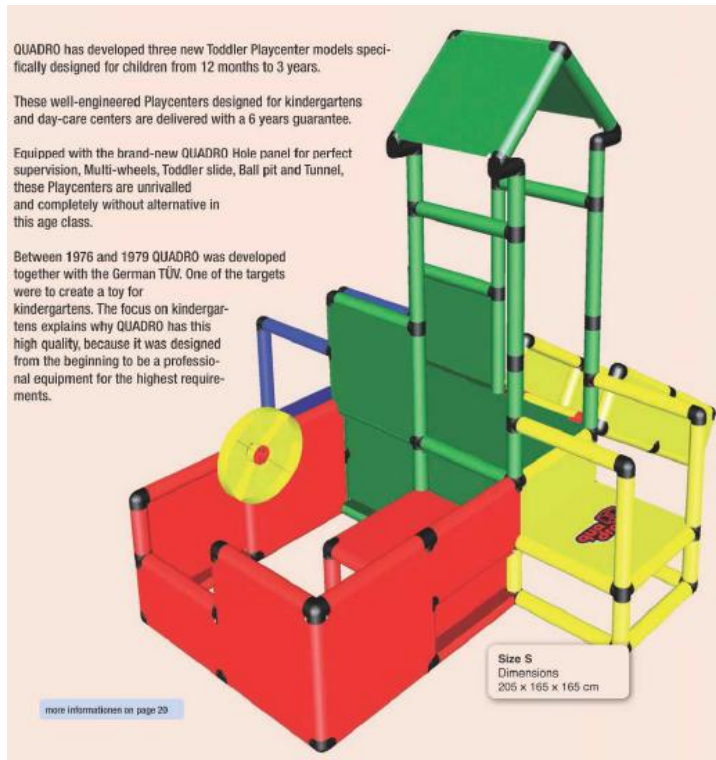 QUADRO has developed three new Toddler Playcenter models speci-
fically designed for children from 12 months to 3 years.
These well-engineered Playcenters designed for kindergartens
and day-care centers are delivered with a 6 years guarantee.
Equipped with the brand-new QUADRO Hole panel for perfect
supervision, Multi-wheels, Toddler slide, Ball pit and Tunnel,
these Playcenters are unrivalled
and completely without alternative in
this age class.
Between 1976 and 1979 QUADRO was developed
together with the German TÜV. One of the targets
were to create a toy for
kindergartens. The focus on kindergar-
tens explains why QUADRO has this
high quality, because it was designed
from the beginning to be a professio-
nal equipment for the highest require-
ments.
Size S
Dimensions
205 x 165 x 165 cm
more informationen on page 29